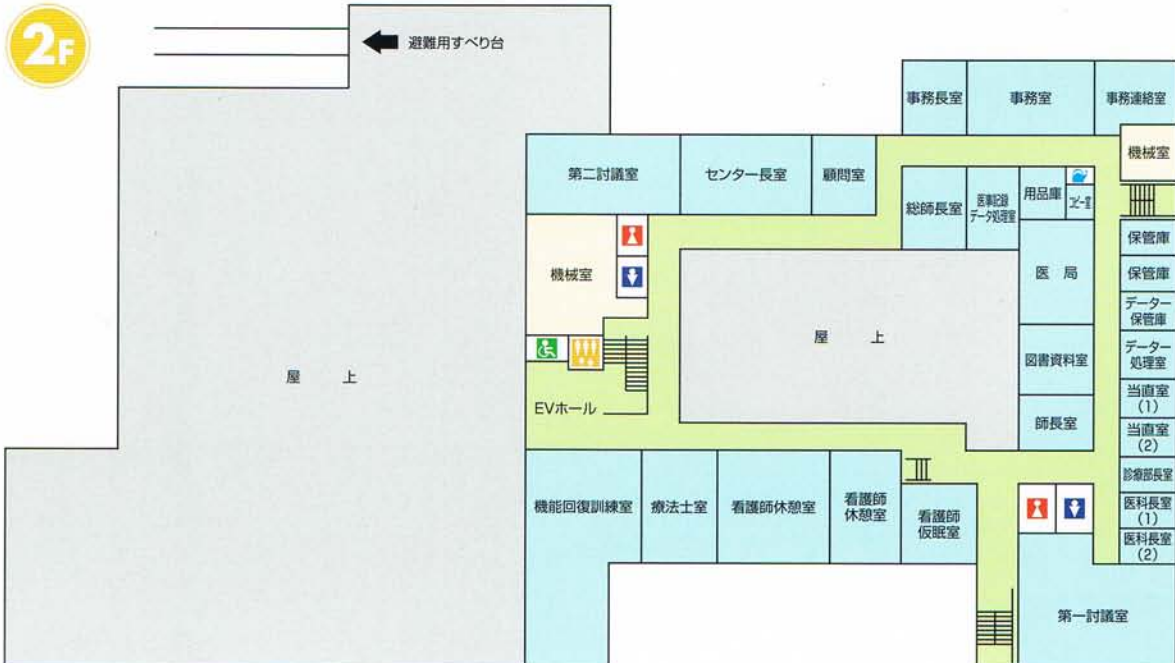 2F
避難用すべり台
事務長室
事務室
事務連絡室
機械室
第二討議室
センター長室
顧問室
総師長室
医事記録
データ処理室
用品庫
コピー室
保管庫
機械室
医 局
保管庫
データー
保管庫
屋 上
データー
処理室
図書資料室
屋 上
当直室
(1)
EVホール
師長室
当直室
(2)
診療部長室
機能回復訓練室
療法士室
看護師休憩室
看護師
休憩室
看護師
仮眠室
医科長室
(1)
医科長室
(2)
第一討議室